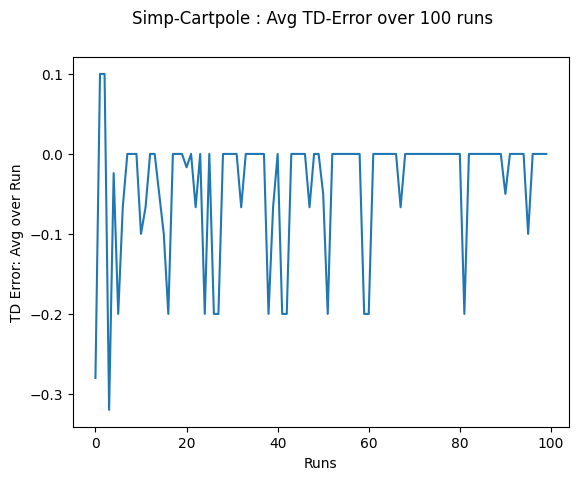 Simp-Cartpole : Avg TD-Error over 100 runs
0.1
0.0
−0.1
−0.2
−0.3
TD Error: Avg over Run
0 20 40 60 80 100
Runs